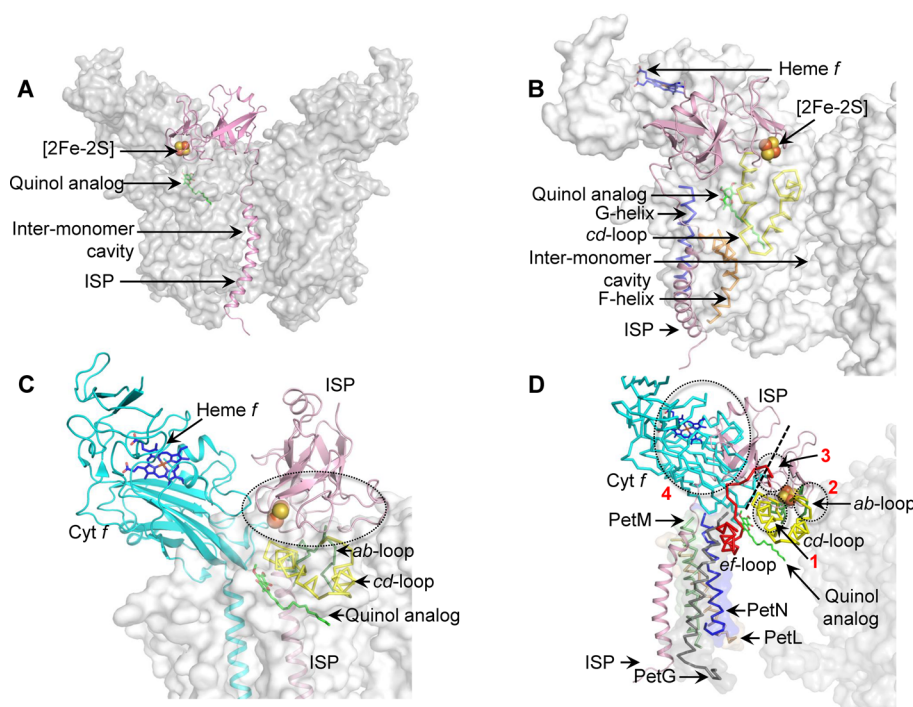 A
[2Fe-2S]
Quinol analog
Inter-monomer
cavity
ISP
B
Heme f
[2Fe-2S]
Quinol analog
G-helix
cd-loop
Inter-monomer
cavity
F-helix
ISP
C
ISP
Heme f
Cyt f
ab-loop
cd-loop
Quinol analog
ISP
D
ISP
3
Cyt f
4
2
ab-loop
PetM
cd-loop
ef-loop
1
Quinol
analog
PetN
PetL
ISP
PetG